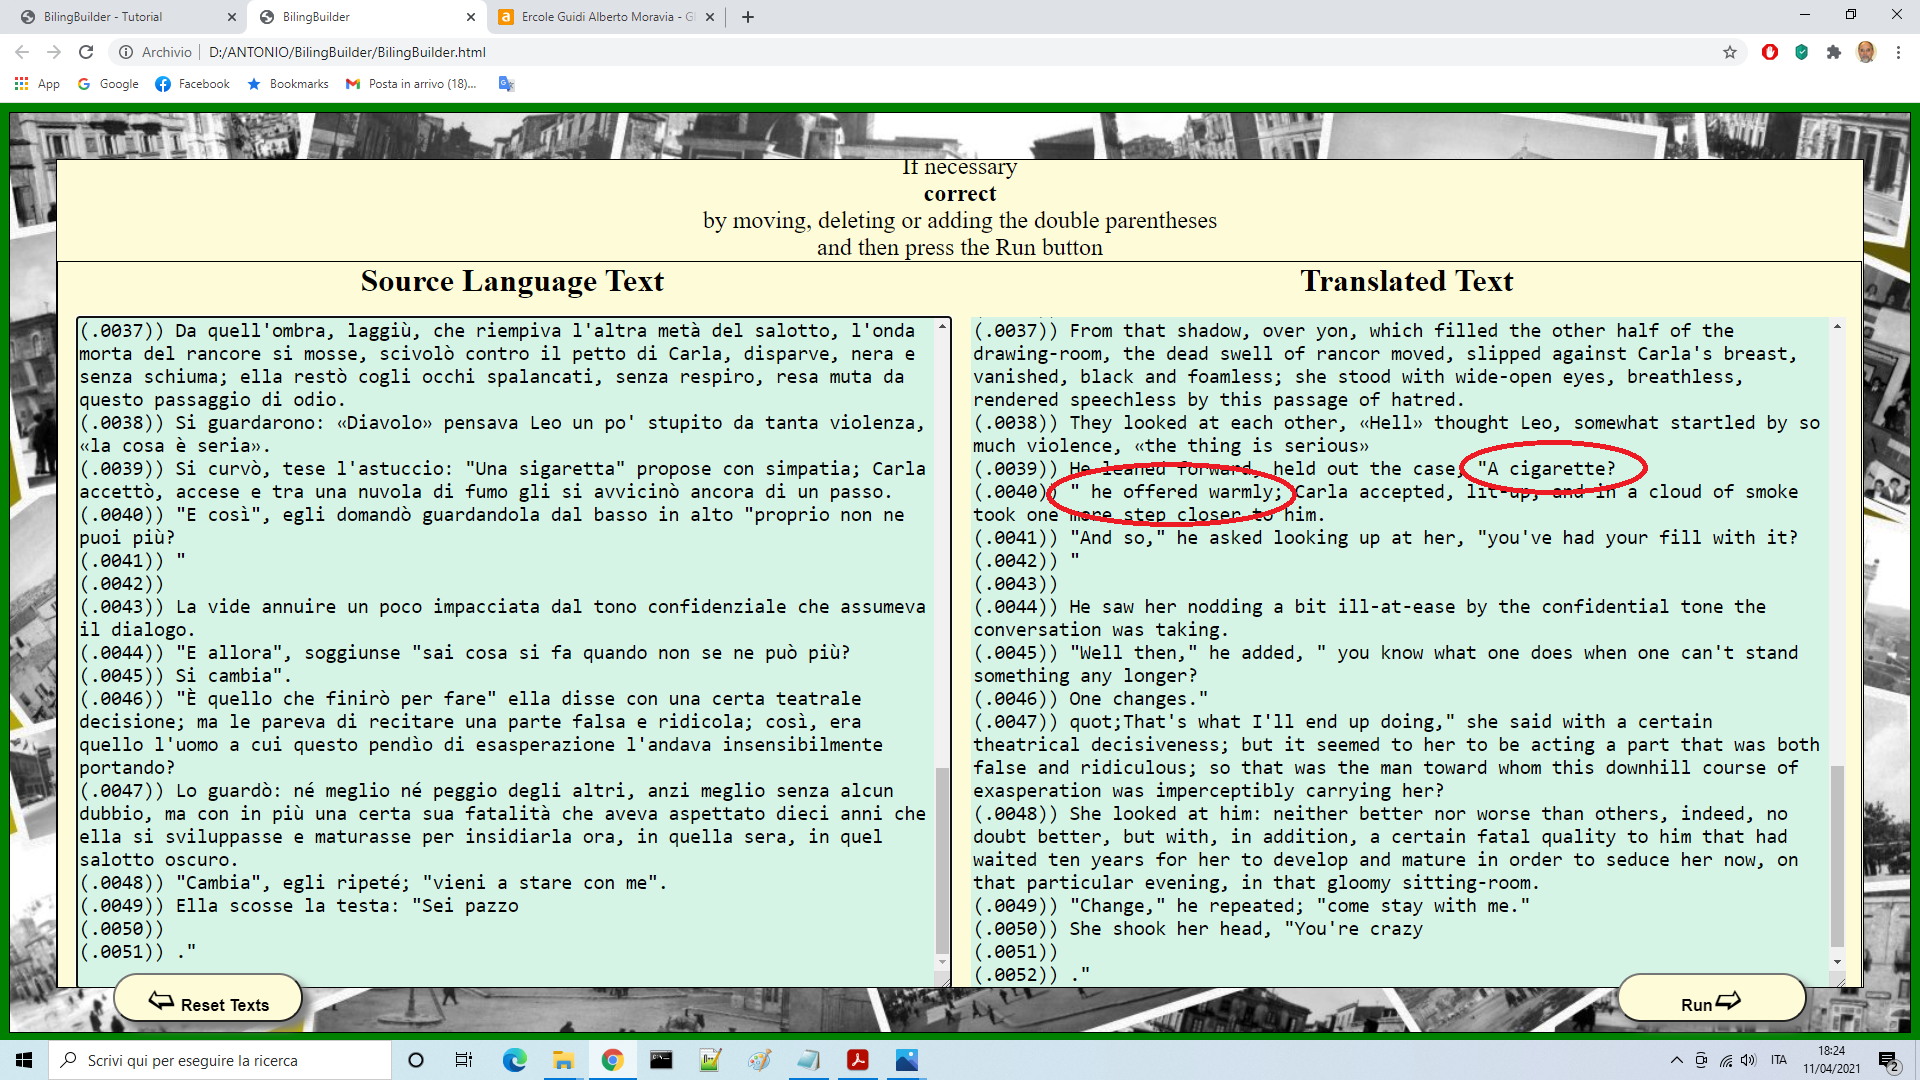 BilingBuilder - Tutorial
BilingBuilder
Ercole Guidi Alberto Moravia - Gl
Archivio
D:/ANTONIO/BilingBuilder/BilingBuilder.html
App
Google
Facebook
Bookmarks
Posta in arrivo (18)...
If necessary
correct
by moving, deleting or adding the double parentheses
and then press the Run button
Source Language Text
(.0037)) Da quell'ombra, laggiù, che riempiva l'altra metà del salotto, l'onda
morta del rancore si mosse, scivolò contro il petto di Carla, disparve, nera e
senza schiuma; ella restò cogli occhi spalancati, senza respiro, resa muta da
questo passaggio di odio.
(.0038)) Si guardarono: «Diavolo» pensava Leo un po' stupito da tanta violenza,
«la cosa è seria».
(.0039)) Si curvò, tese l'astuccio: "Una sigaretta" propose con simpatia; Carla
accettò, accese e tra una nuvola di fumo gli si avvicinò ancora di un passo.
(.0040)) "E così", egli domandò guardandola dal basso in alto "proprio non ne
puoi più?
(.0041)) "
(.0042))
(.0043)) La vide annuire un poco impacciata dal tono confidenziale che assumeva
il dialogo.
(.0044)) "E allora", soggiunse "sai cosa si fa quando non se ne può più?
(.0045)) Si cambia".
(.0046)) "È quello che finirò per fare" ella disse con una certa teatrale
decisione; ma le pareva di recitare una parte falsa e ridicola; così, era
quello l'uomo a cui questo pendìo di esasperazione l'andava insensibilmente
portando?
(.0047)) Lo guardò: né meglio né peggio degli altri, anzi meglio senza alcun
dubbio, ma con in più una certa sua fatalità che aveva aspettato dieci anni che
ella si sviluppasse e maturasse per insidiarla ora, in quella sera, in quel
salotto oscuro.
(.0048)) "Cambia", egli ripeté; "vieni a stare con me".
(.0049)) Ella scosse la testa: "Sei pazzo
(.0050))
(.0051)) ."
Translated Text
(.0037)) From that shadow, over yon, which filled the other half of the
drawing-room, the dead swell of rancor moved, slipped against Carla's breast,
vanished, black and foamless; she stood with wide-open eyes, breathless,
rendered speechless by this passage of hatred.
(.0038)) They looked at each other, «Hell» thought Leo, somewhat startled by so
much violence, «the thing is serious»
(.0039)) He leaned forward, held out the case, "A cigarette?
(.0040)) " he offered warmly; Carla accepted, lit-up, and in a cloud of smoke
took one more step closer to him.
(.0041)) "And so," he asked looking up at her, "you've had your fill with it?
(.0042)) "
(.0043))
(.0044)) He saw her nodding a bit ill-at-ease by the confidential tone the
conversation was taking.
(.0045)) "Well then," he added, " you know what one does when one can't stand
something any longer?
(.0046)) One changes."
(.0047)) quot;That's what I'll end up doing," she said with a certain
theatrical decisiveness; but it seemed to her to be acting a part that was both
false and ridiculous; so that was the man toward whom this downhill course of
exasperation was imperceptibly carrying her?
(.0048)) She looked at him: neither better nor worse than others, indeed, no
doubt better, but with, in addition, a certain fatal quality to him that had
waited ten years for her to develop and mature in order to seduce her now, on
that particular evening, in that gloomy sitting-room.
(.0049)) "Change," he repeated; "come stay with me."
(.0050)) She shook her head, "You're crazy
(.0051))
(.0052)) ."
Reset Texts
Run
Scrivi qui per eseguire la ricerca
ITA
18:24
11/04/2021
2